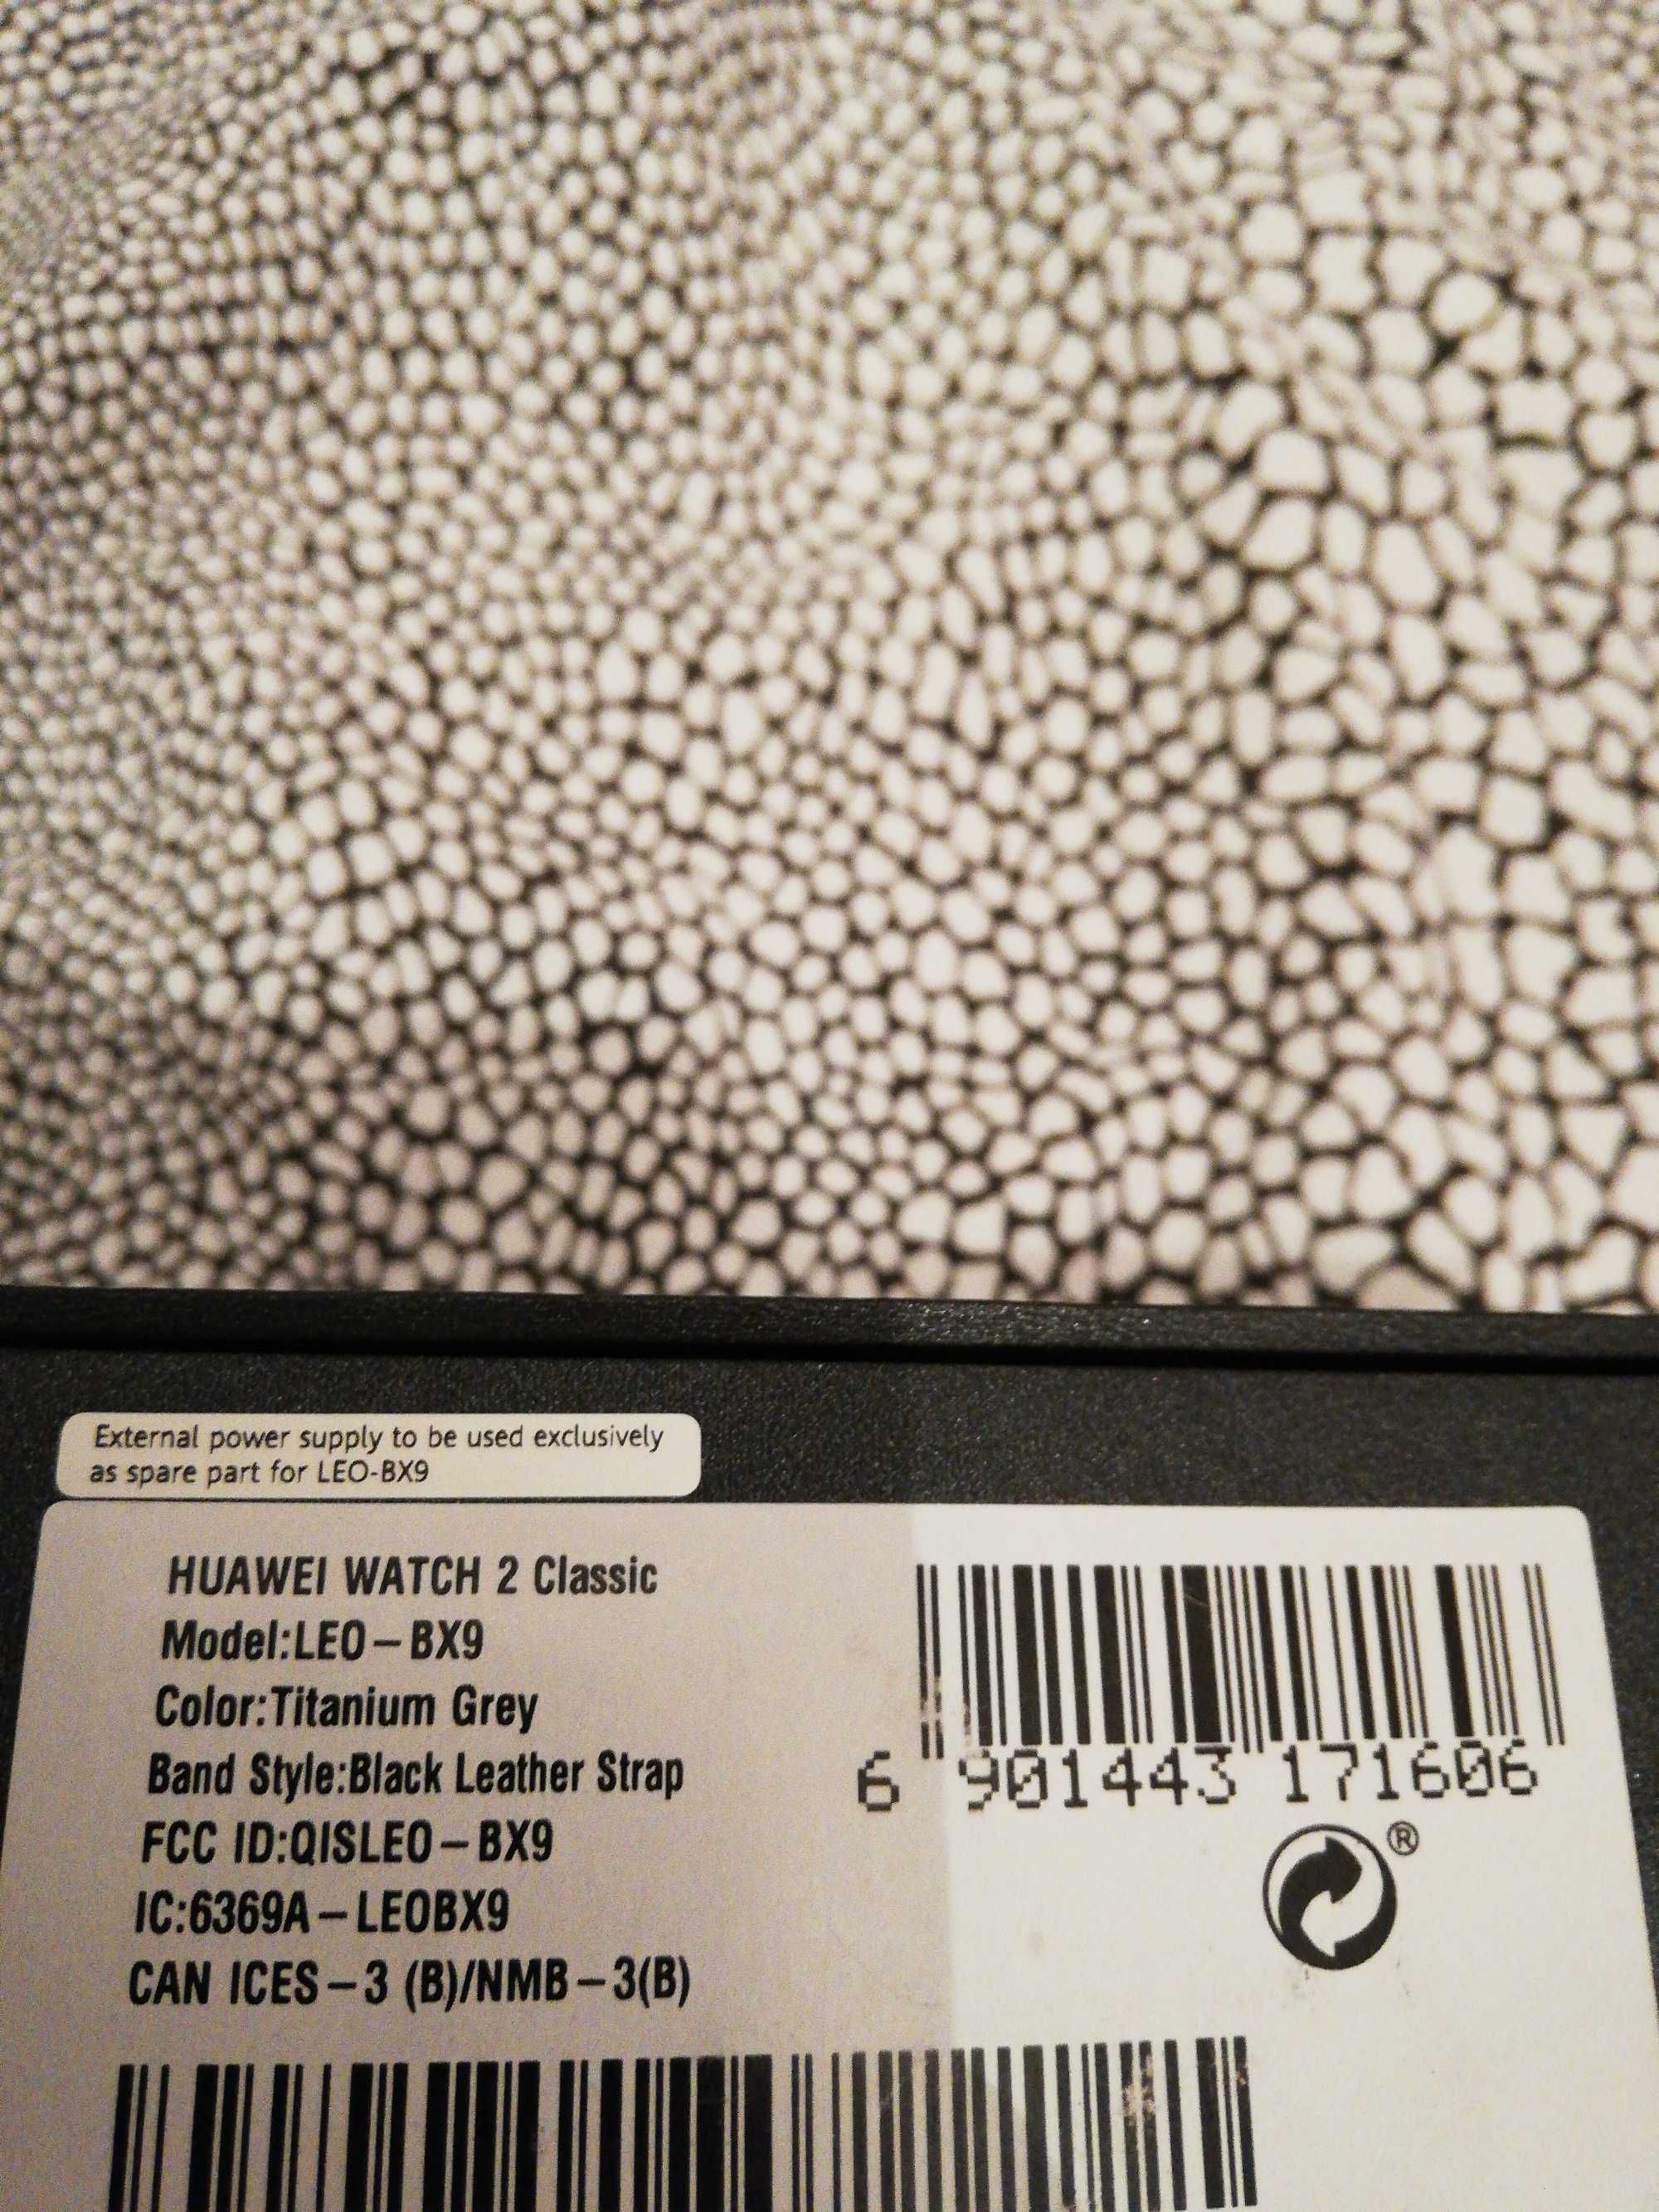 External power supply to be used exclusively
as spare part for LEO-BX9
HUAWEI WATCH 2 Classic
Model:LEO-BX9
Color:Titanium Grey
Band Style:Black Leather Strap
FCC ID:QISLEO-BX9
IC:6369A-LEOBX9
CAN ICES-3 (B)/NMB-3(B)
6 901443 171606
®